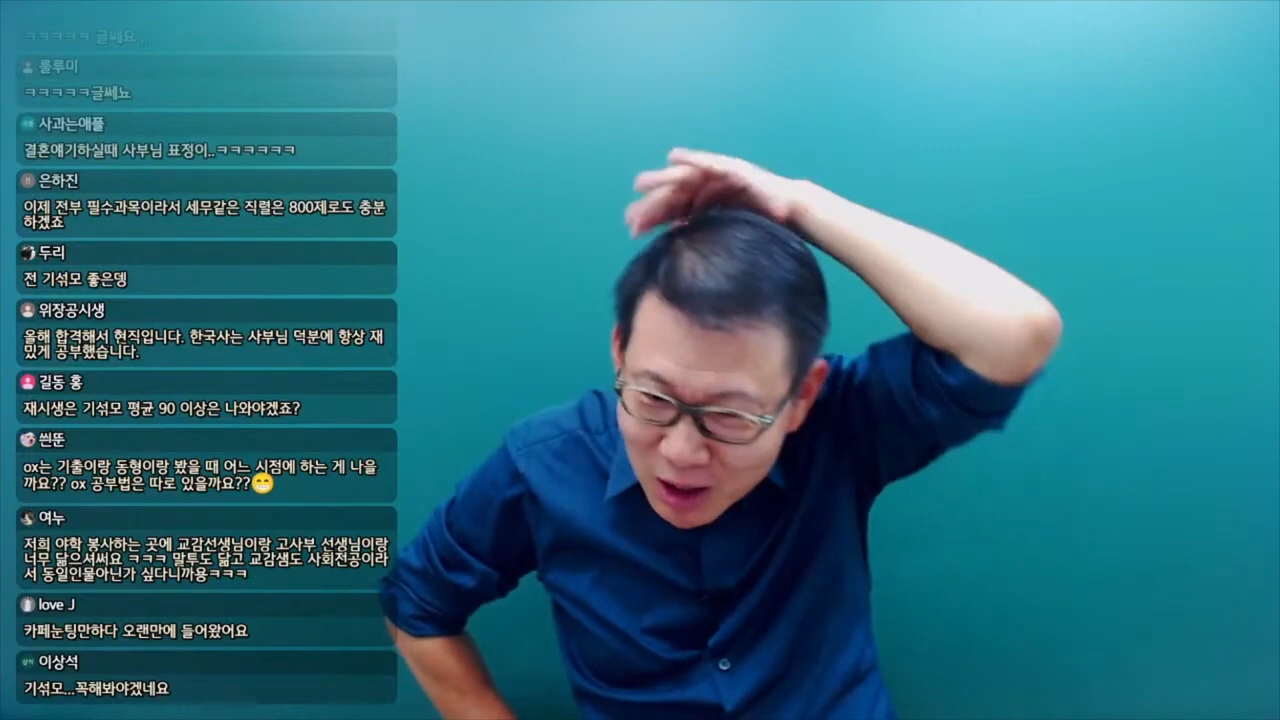 ㅋㅋㅋㅋㅋ 글쎄요...
룰루미
ㅋㅋㅋㅋㅋ글쎄뇨
사과는애플
결혼얘기하실때 사부님 표정이..ㅋㅋㅋㅋㅋㅋ
은하진
이제 전부 필수과목이라서 세무같은 직렬은 800제로도 충분
하겠죠
두리
전 기섞모 좋은뎅
위장공시생
올해 합격해서 현직입니다. 한국사는 사부님 덕분에 항상 재
밌게 공부했습니다.
길동 홍
재시생은 기섞모 평균 90 이상은 나와야겠죠?
씐뚠
ox는 기출이랑 동형이랑 봤을 때 어느 시점에 하는 게 나을
까요?? ox 공부법은 따로 있을까요??😁
여누
저희 야학 봉사하는 곳에 교감선생님이랑 고사부 선생님이랑
너무 닮으셔써요 ㅋㅋㅋ 말투도 닮고 교감샘도 사회전공이라
서 동일인물아닌가 싶다니까용ㅋㅋㅋ
love J
카페눈팅만하다 오랜만에 들어왔어요
이상석
기섞모...꼭해봐야겠네요